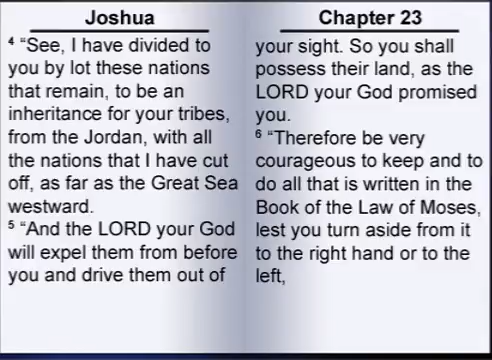 Joshua
⁴ “See, I have divided to
you by lot these nations
that remain, to be an
inheritance for your tribes,
from the Jordan, with all
the nations that I have cut
off, as far as the Great Sea
westward.
⁵ “And the LORD your God
will expel them from before
you and drive them out of
Chapter 23
your sight. So you shall
possess their land, as the
LORD your God promised
you.
⁶ “Therefore be very
courageous to keep and to
do all that is written in the
Book of the Law of Moses,
lest you turn aside from it
to the right hand or to the
left,